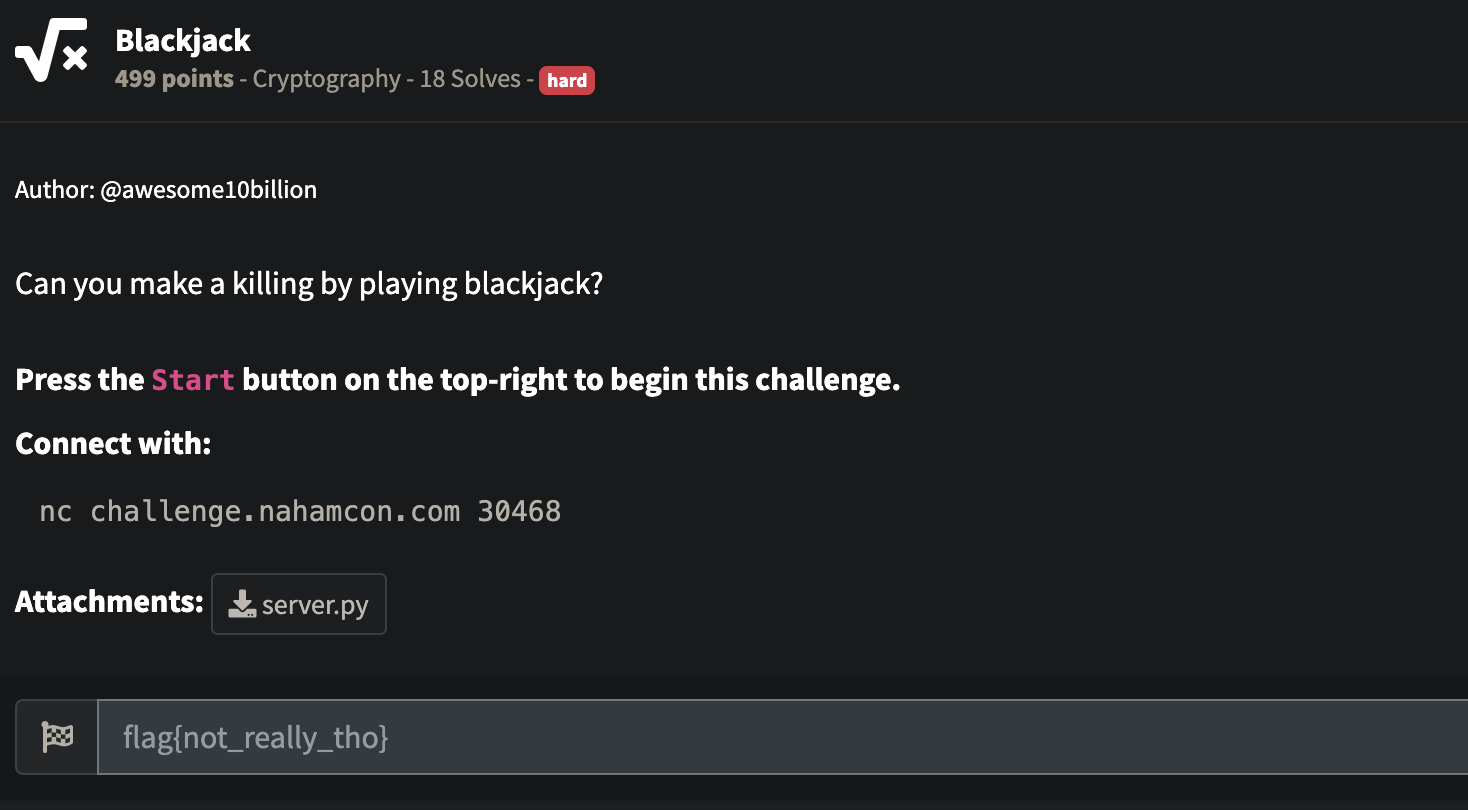 Blackjack
499 points - Cryptography - 18 Solves - hard
Author: @awesome10billion
Can you make a killing by playing blackjack?
Press the Start button on the top-right to begin this challenge.
Connect with:
nc challenge.nahamcon.com 30468
Attachments: server.py
flag{not_really_tho}